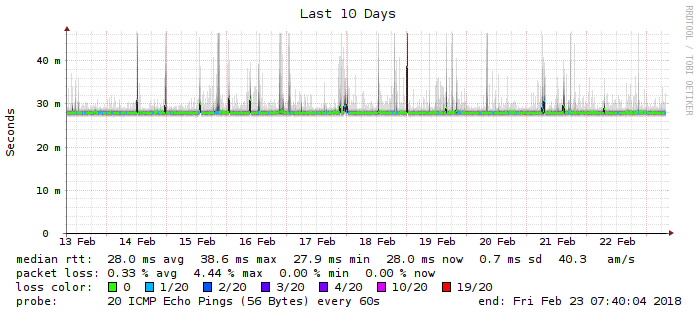 Last 10 Days
RRDTOOL / TOBI OETIKER
Seconds
40 m
30 m
20 m
10 m
0
13 Feb 14 Feb 15 Feb 16 Feb 17 Feb 18 Feb 19 Feb 20 Feb 21 Feb 22 Feb
median rtt: 28.0 ms avg 38.6 ms max 27.9 ms min 28.0 ms now 0.7 ms sd 40.3 am/s
packet loss: 0.33 % avg 4.44 % max 0.00 % min 0.00 % now
loss color: 0 1/20 2/20 3/20 4/20 10/20 19/20
probe: 20 ICMP Echo Pings (56 Bytes) every 60s end: Fri Feb 23 07:40:04 2018